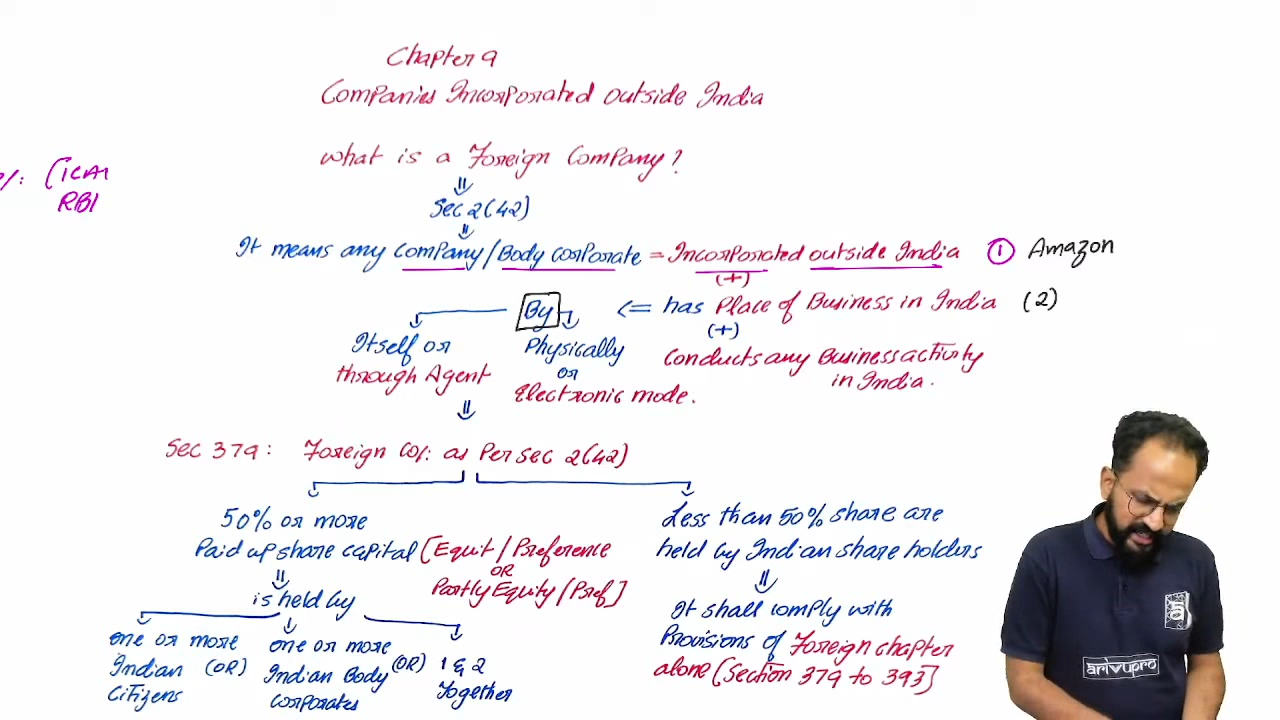 Chapter 9
Companies Incorporated outside India
What is a Foreign Company?
Sec 2(42)
It means any Company/Body Corporate = Incorporated outside India ① Amazon
(+)
By <= has Place of Business in India (2)
(+)
Itself or
through Agent
Physically
or
Electronic mode.
Conducts any Business activity
in India.
Sec 379: Foreign Co/: as Per Sec 2(42)
50% or more
Paid up share capital [Equit / Preference
OR
Partly Equity / Pref]
is held by
one or more
Indian (OR)
Citizens
one or more
Indian Body (OR)
Corporates
1 & 2
Together
Less than 50% share are
held by Indian share holders
It shall comply with
Provisions of Foreign chapter
alone [Section 379 to 393]
RBI
arivupro